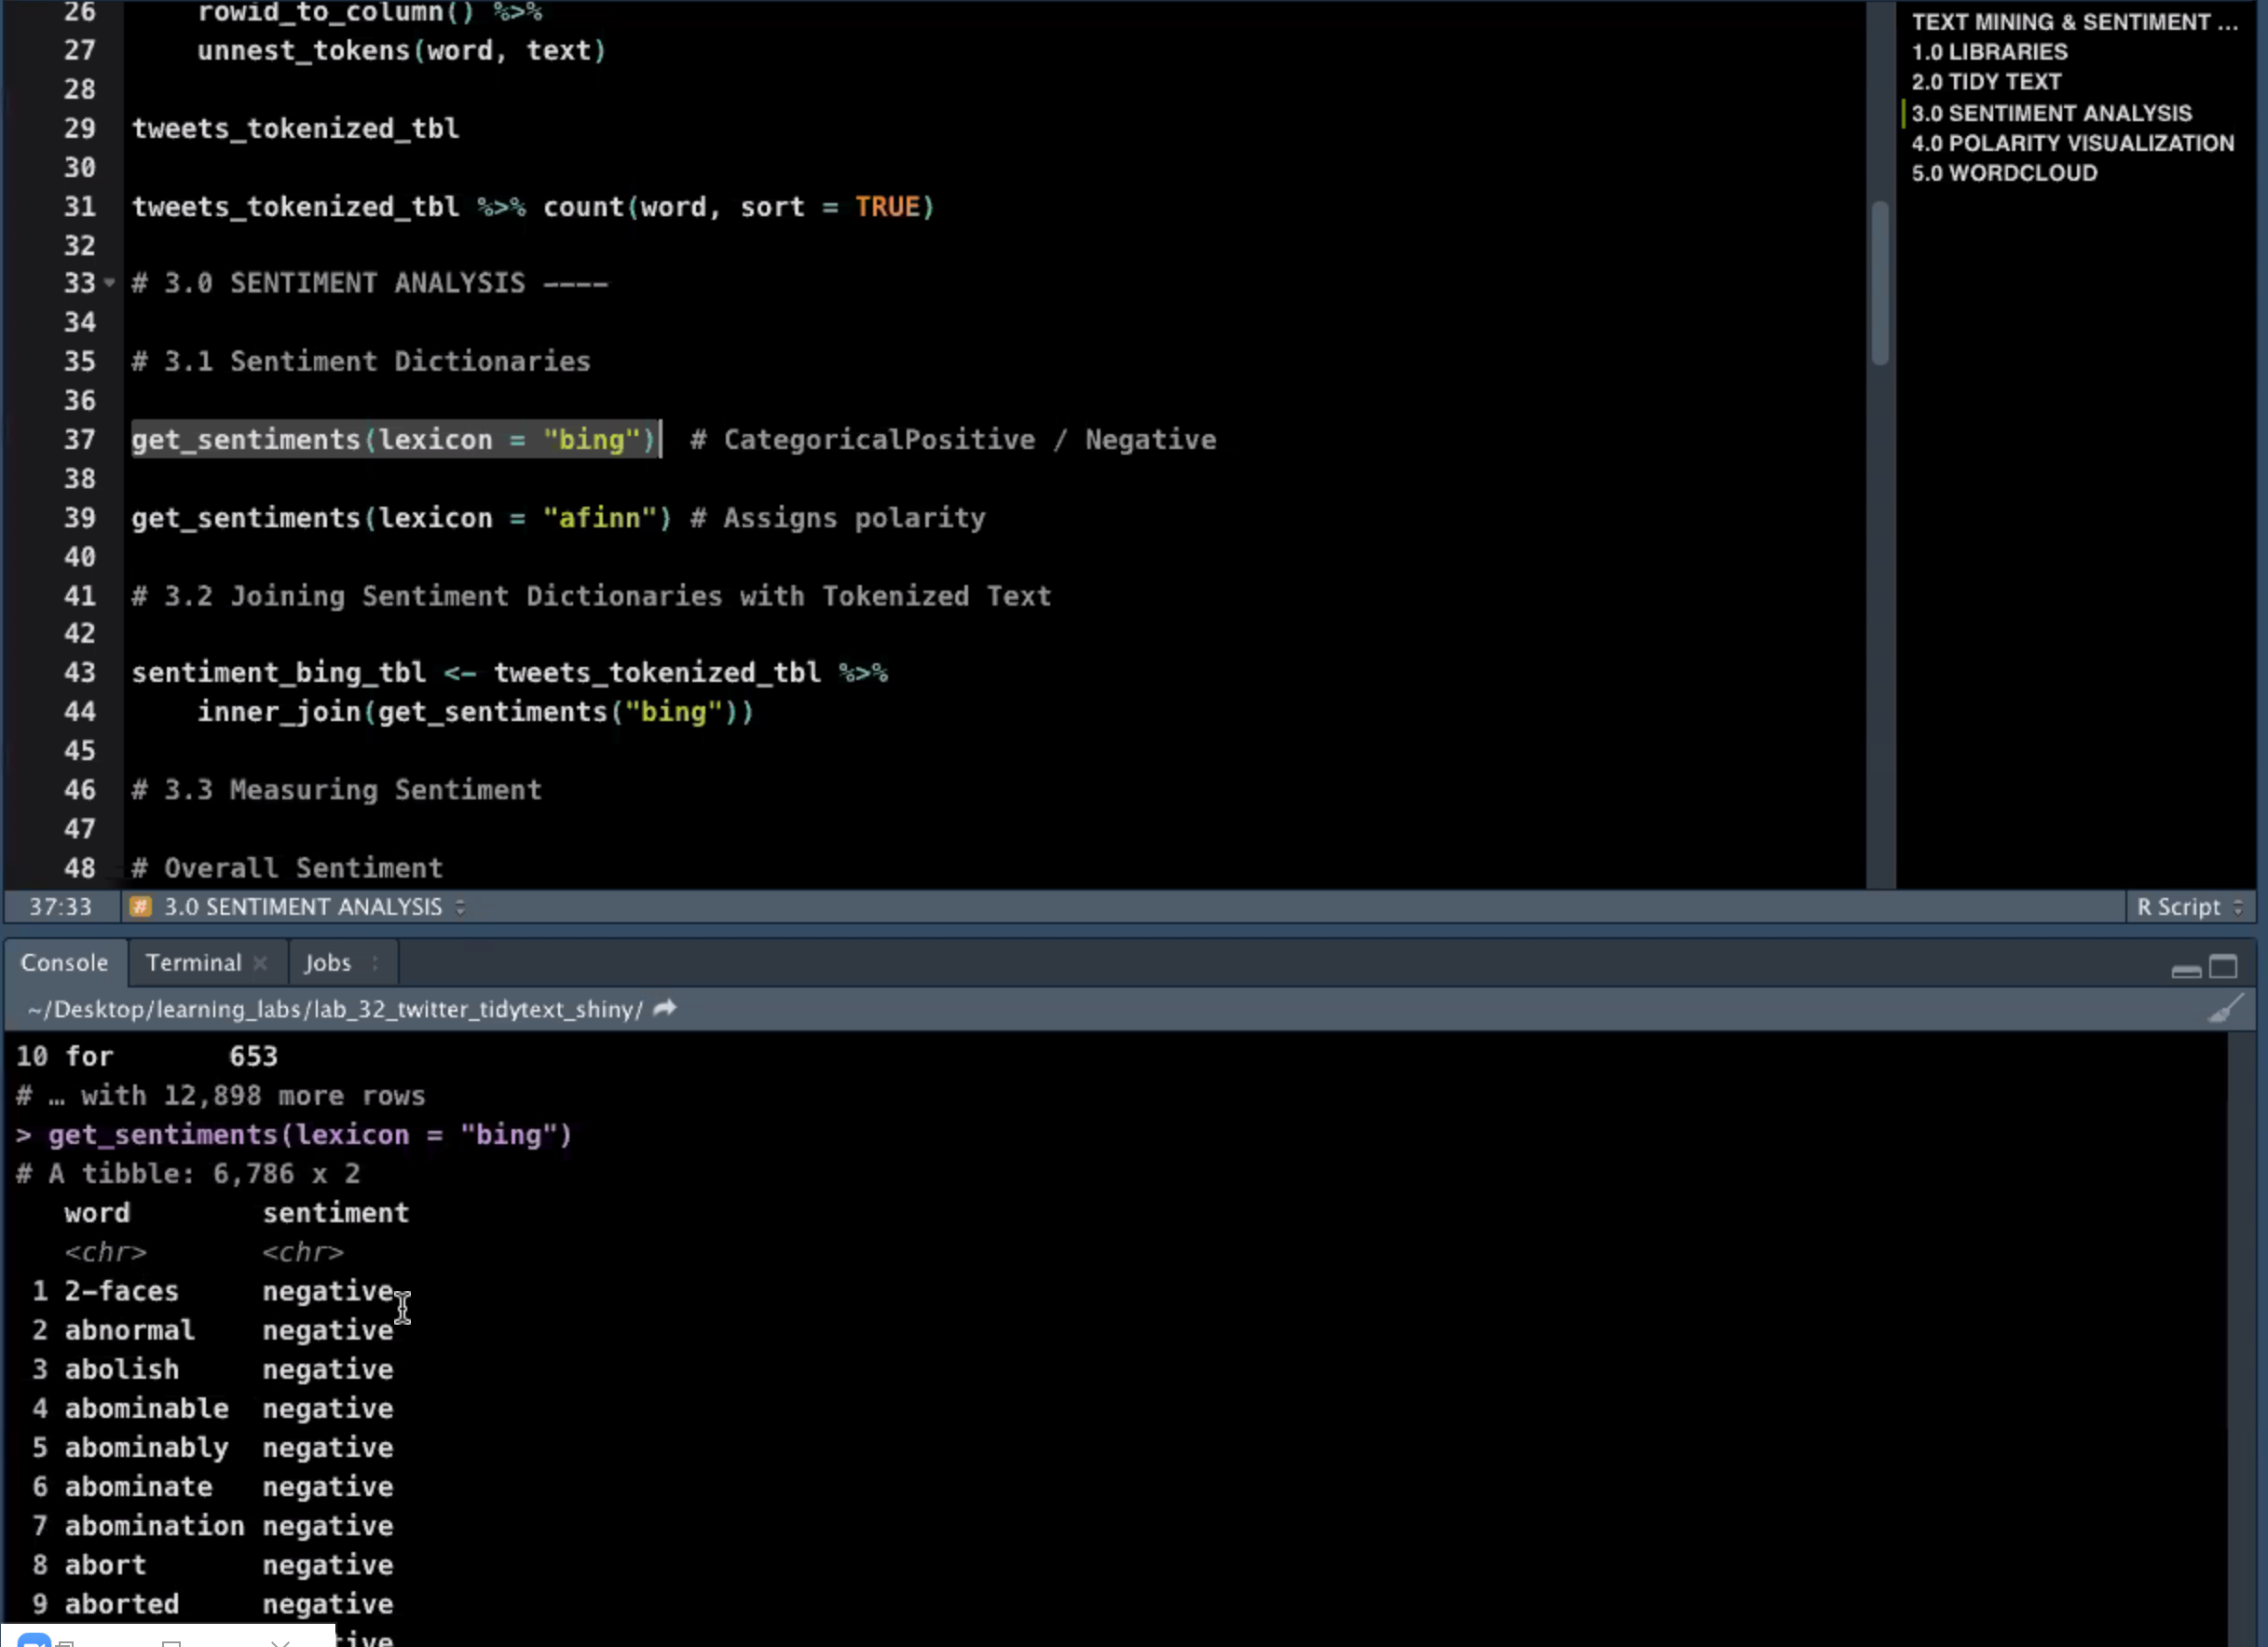 26 rowid_to_column() %>%
27 unnest_tokens(word, text)
28
29 tweets_tokenized_tbl
30
31 tweets_tokenized_tbl %>% count(word, sort = TRUE)
32
33 # 3.0 SENTIMENT ANALYSIS ----
34
35 # 3.1 Sentiment Dictionaries
36
37 get_sentiments(lexicon = "bing") # CategoricalPositive / Negative
38
39 get_sentiments(lexicon = "afinn") # Assigns polarity
40
41 # 3.2 Joining Sentiment Dictionaries with Tokenized Text
42
43 sentiment_bing_tbl <- tweets_tokenized_tbl %>%
44 inner_join(get_sentiments("bing"))
45
46 # 3.3 Measuring Sentiment
47
48 # Overall Sentiment
TEXT MINING & SENTIMENT ...
1.0 LIBRARIES
2.0 TIDY TEXT
3.0 SENTIMENT ANALYSIS
4.0 POLARITY VISUALIZATION
5.0 WORDCLOUD
37:33 # 3.0 SENTIMENT ANALYSIS R Script
Console Terminal Jobs
~/Desktop/learning_labs/lab_32_twitter_tidytext_shiny/
10 for 653
# … with 12,898 more rows
> get_sentiments(lexicon = "bing")
# A tibble: 6,786 x 2
word sentiment
<chr> <chr>
1 2-faces negative
2 abnormal negative
3 abolish negative
4 abominable negative
5 abominably negative
6 abominate negative
7 abomination negative
8 abort negative
9 aborted negative